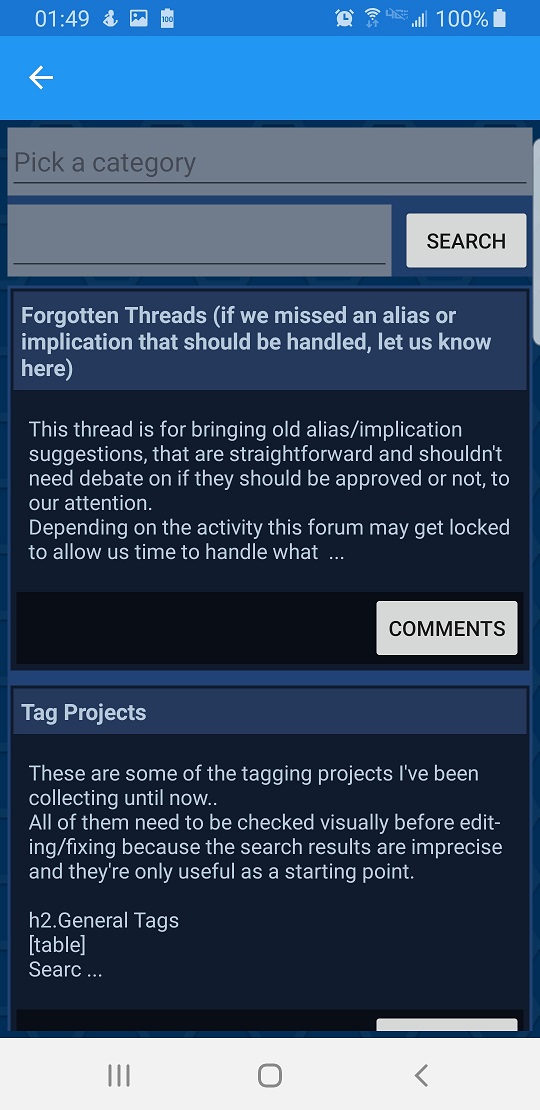 01:49 100%
Pick a category
SEARCH
Forgotten Threads (if we missed an alias or
implication that should be handled, let us know
here)
This thread is for bringing old alias/implication
suggestions, that are straightforward and shouldn't
need debate on if they should be approved or not, to
our attention.
Depending on the activity this forum may get locked
to allow us time to handle what ...
COMMENTS
Tag Projects
These are some of the tagging projects I've been
collecting until now..
All of them need to be checked visually before edit-
ing/fixing because the search results are imprecise
and they're only useful as a starting point.
h2.General Tags
[table]
Searc ...